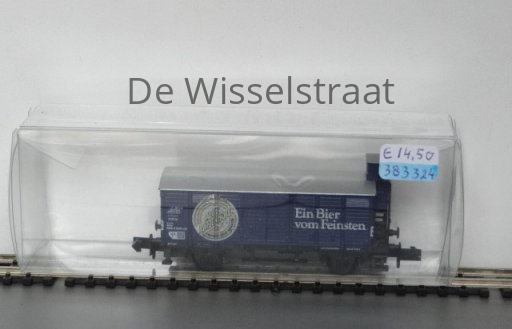 De Wisselstraat
€14,50
383324
Ein Bier
vom Feinsten.